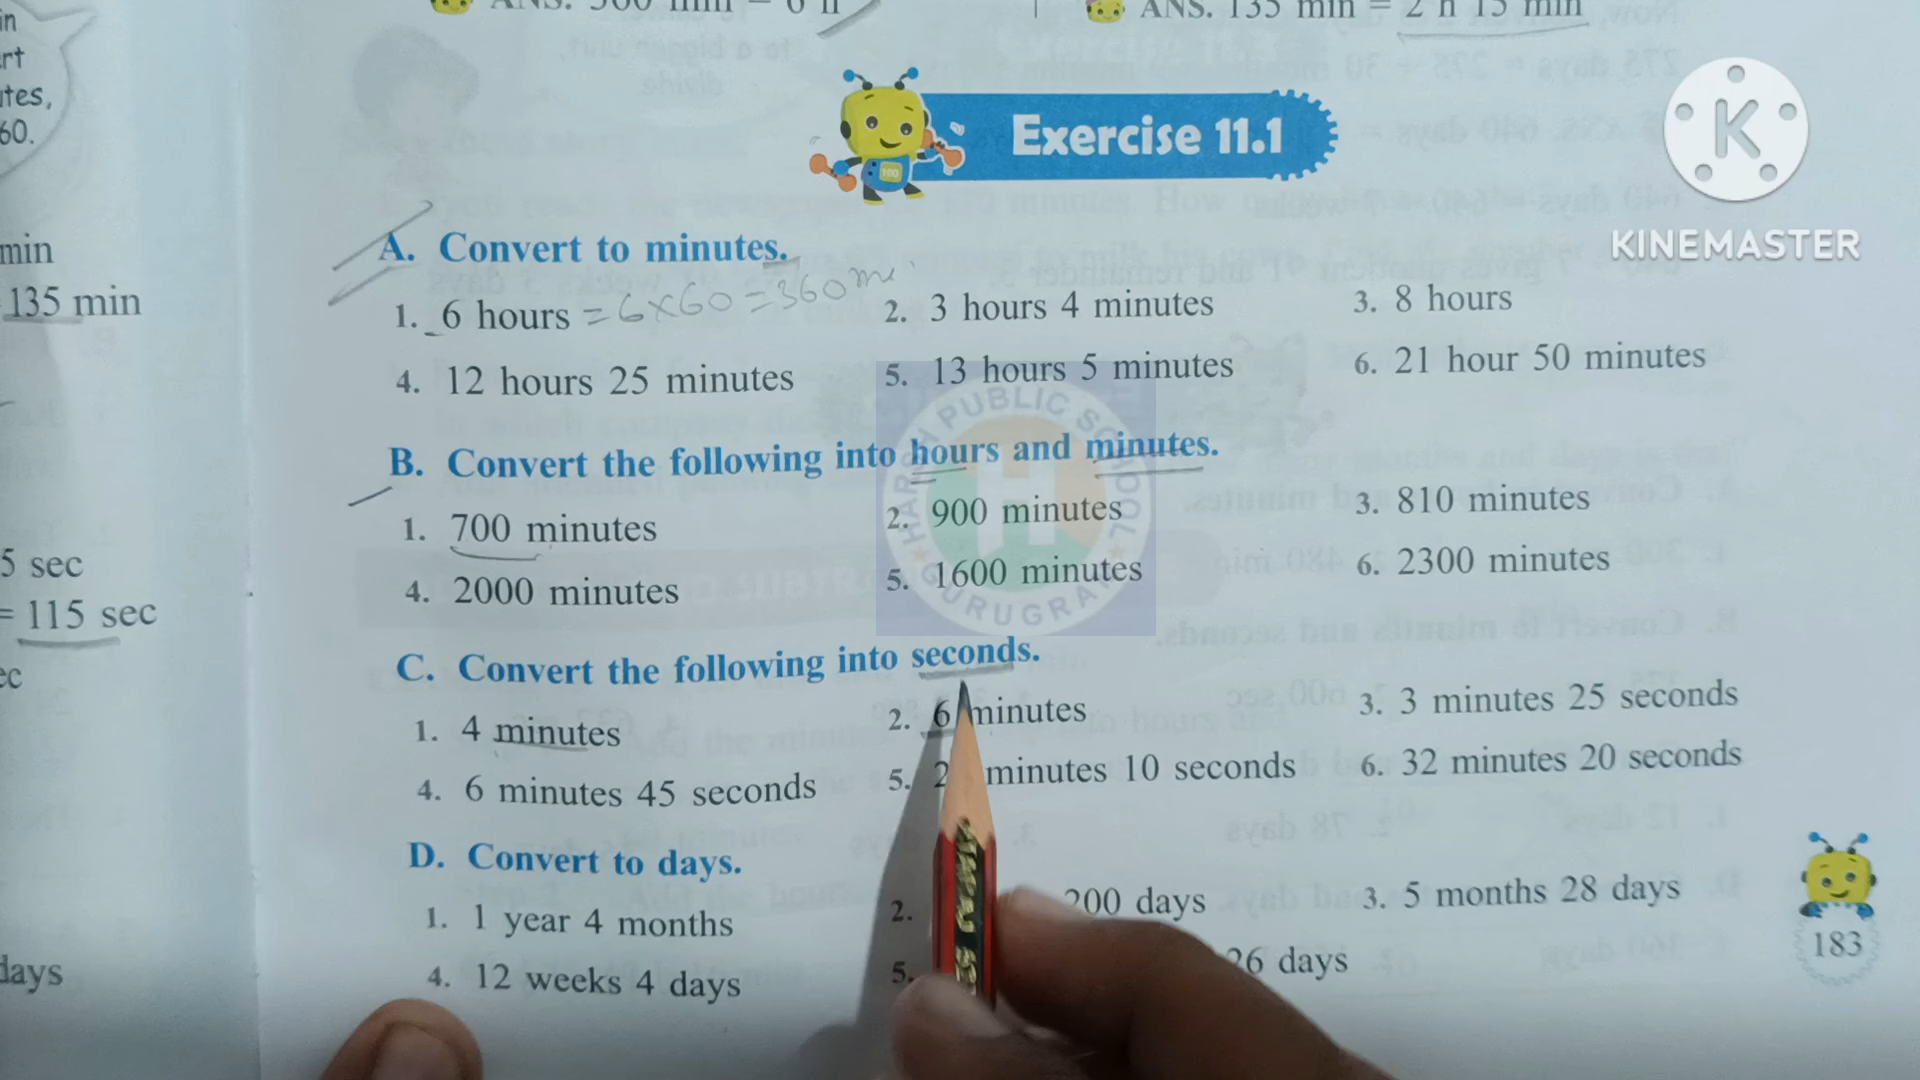 ANS. 135 min = 2 h 15 min
tes,
60.
min
135 min
5 sec
= 115 sec
days
Exercise 11.1
KINEMASTER
A. Convert to minutes.
1. 6 hours = 6×60=360m 2. 3 hours 4 minutes 3. 8 hours
4. 12 hours 25 minutes 5. 13 hours 5 minutes 6. 21 hour 50 minutes
B. Convert the following into hours and minutes.
1. 700 minutes 2. 900 minutes 3. 810 minutes
4. 2000 minutes 5. 1600 minutes 6. 2300 minutes
C. Convert the following into seconds.
1. 4 minutes 2. 6 minutes 3. 3 minutes 25 seconds
4. 6 minutes 45 seconds 5. minutes 10 seconds 6. 32 minutes 20 seconds
D. Convert to days.
1. 1 year 4 months 2. 200 days 3. 5 months 28 days
4. 12 weeks 4 days 5. 26 days
183
PUBLIC SCHOOL
GURUGRAM